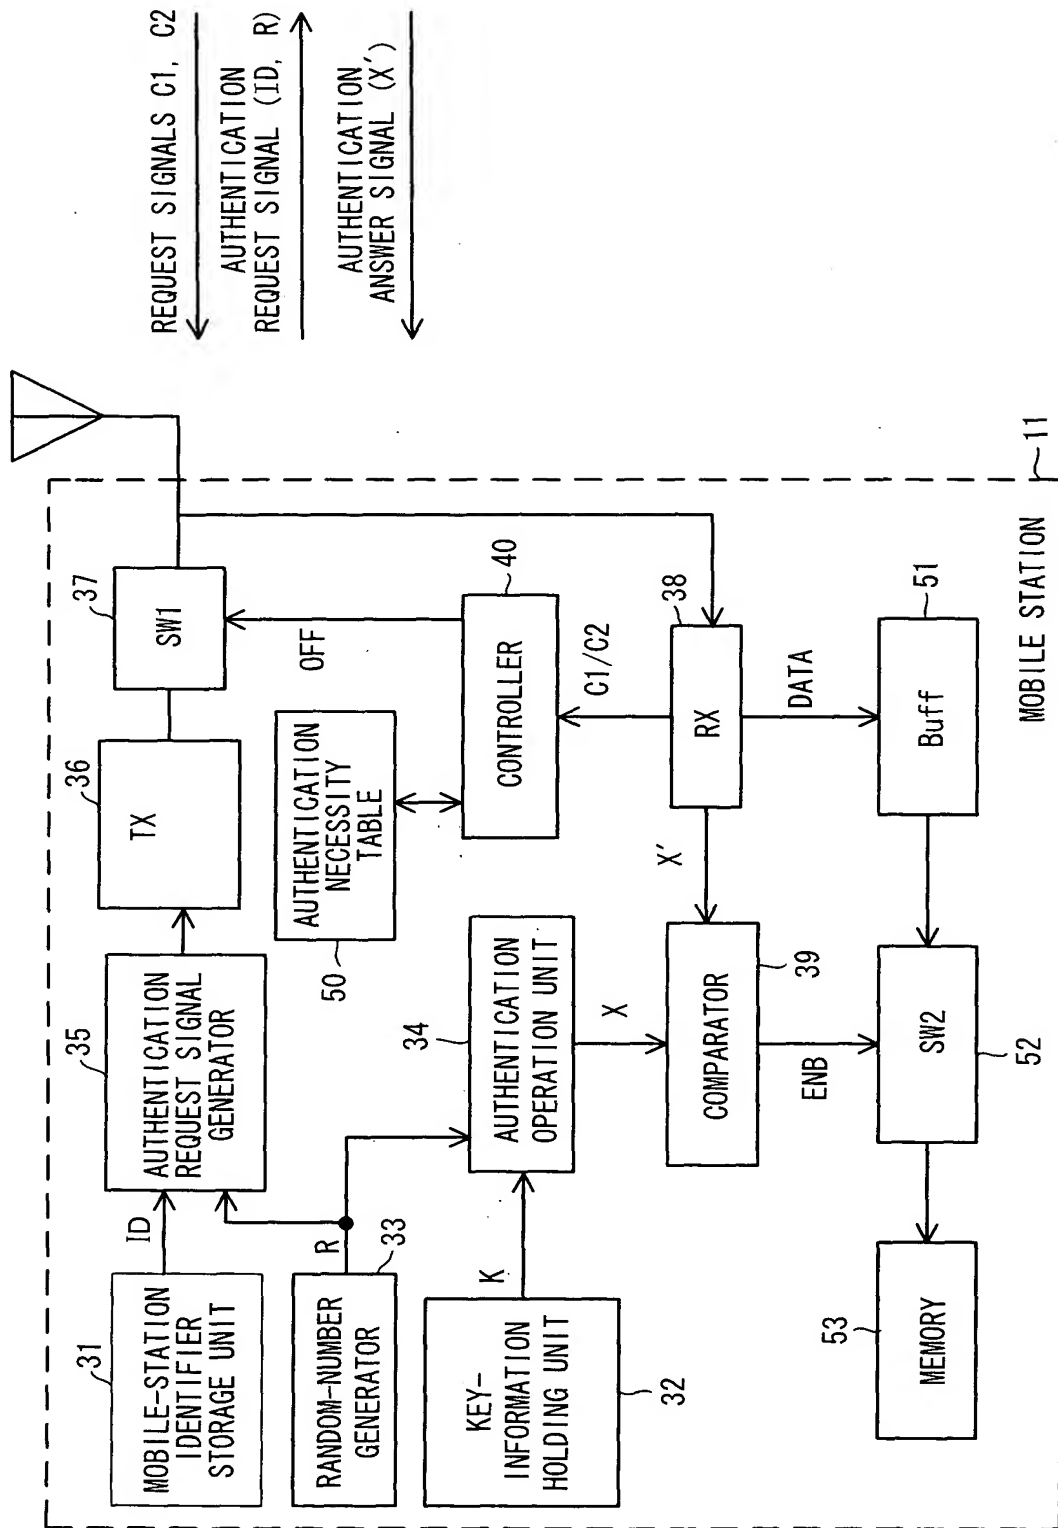 REQUEST SIGNALS C1, C2
AUTHENTICATION
REQUEST SIGNAL (ID, R)
AUTHENTICATION
ANSWER SIGNAL (X')
31
MOBILE-STATION
IDENTIFIER
STORAGE UNIT
ID
35
AUTHENTICATION
REQUEST SIGNAL
GENERATOR
36
TX
37
SW1
OFF
RANDOM-NUMBER
GENERATOR
33
R
50
AUTHENTICATION
NECESSITY
TABLE
KEY-
INFORMATION
HOLDING UNIT
32
K
34
AUTHENTICATION
OPERATION UNIT
X
CONTROLLER
40
C1/C2
COMPARATOR
39
X'
RX
38
DATA
ENB
53
MEMORY
SW2
52
Buff
51
MOBILE STATION
11